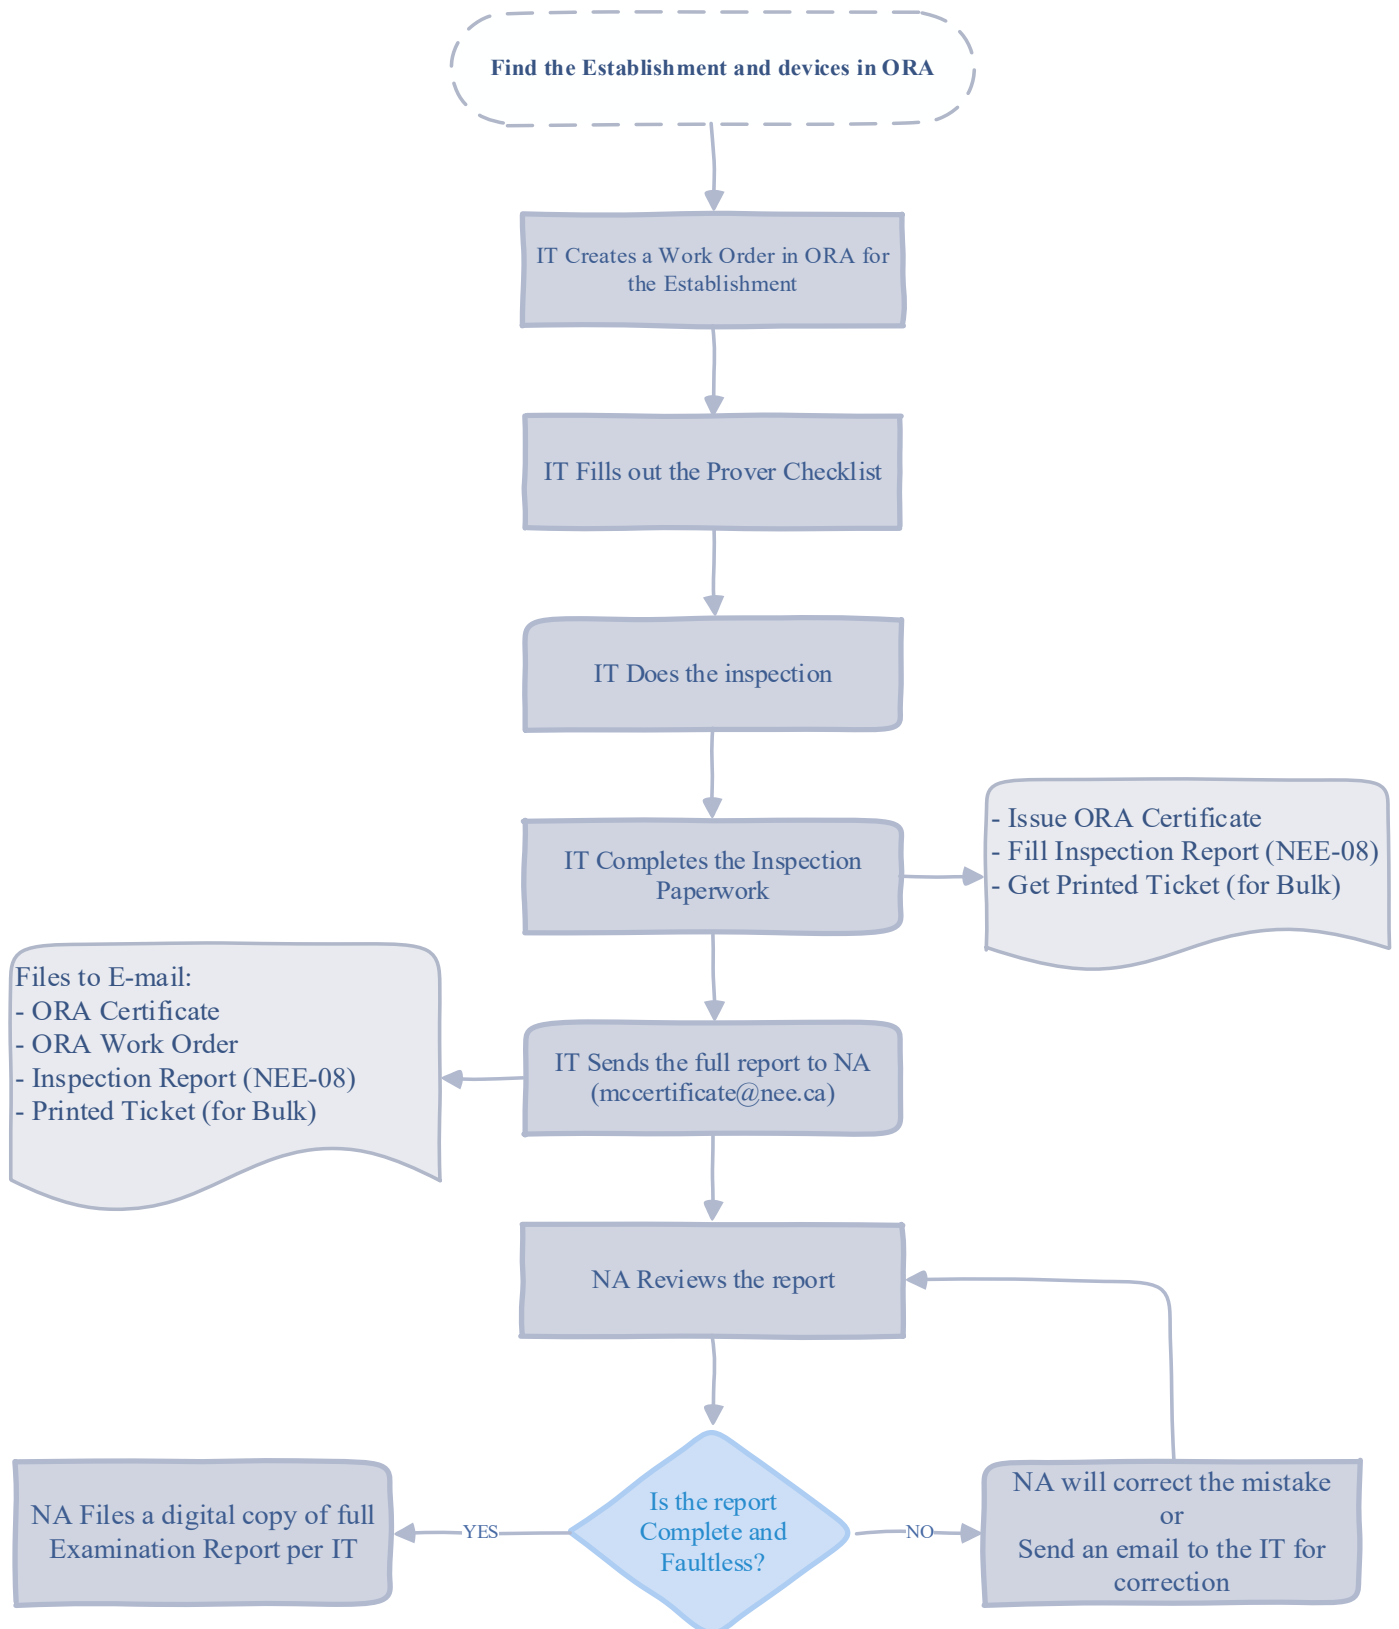 Find the Establishment and devices in ORA
IT Creates a Work Order in ORA for
the Establishment
IT Fills out the Prover Checklist
IT Does the inspection
IT Completes the Inspection
Paperwork
- Issue ORA Certificate
- Fill Inspection Report (NEE-08)
- Get Printed Ticket (for Bulk)
Files to E-mail:
- ORA Certificate
- ORA Work Order
- Inspection Report (NEE-08)
- Printed Ticket (for Bulk)
IT Sends the full report to NA
(mccertificate@nee.ca)
NA Reviews the report
Is the report
Complete and
Faultless?
YES
NA Files a digital copy of full
Examination Report per IT
NO
NA will correct the mistake
or
Send an email to the IT for
correction